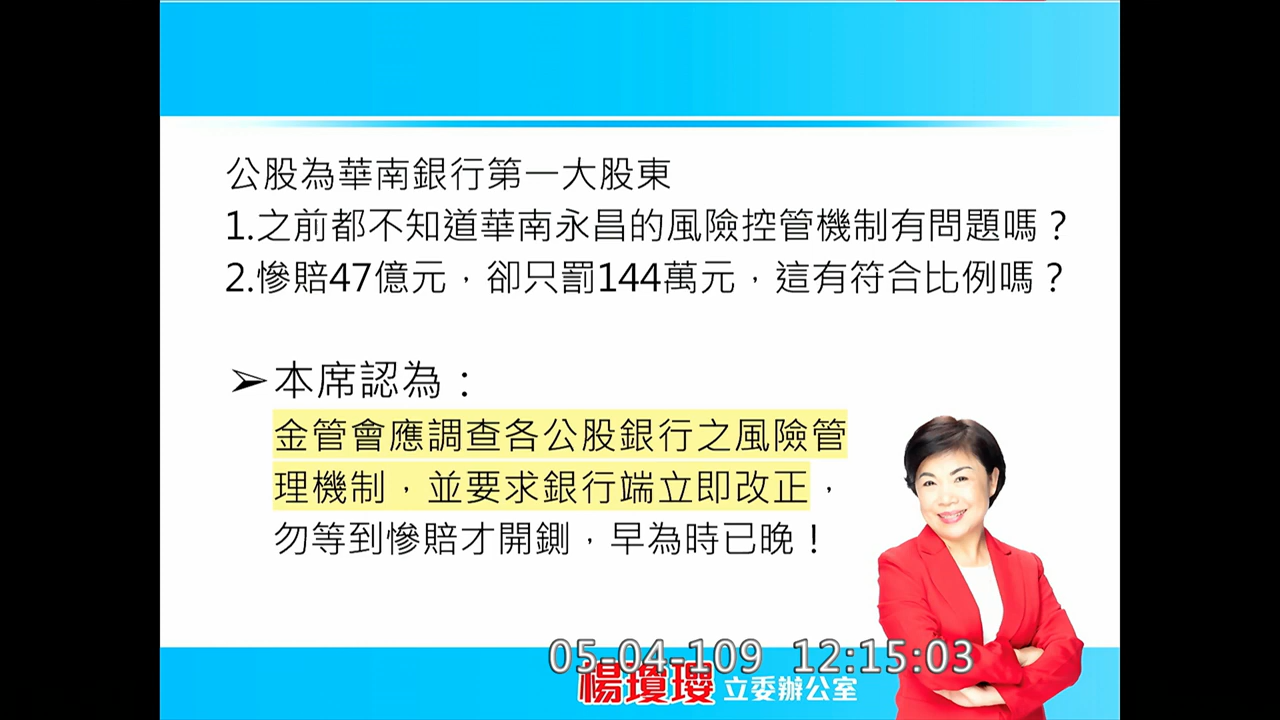 公股為華南銀行第一大股東
1.之前都不知道華南永昌的風險控管機制有問題嗎？
2.慘賠47億元，卻只罰144萬元，這有符合比例嗎？
➢本席認為：
金管會應調查各公股銀行之風險管
理機制，並要求銀行端立即改正，
勿等到慘賠才開鍘，早為時已晚！
05-04-109 12:15:03
楊瓊瓔 立委辦公室